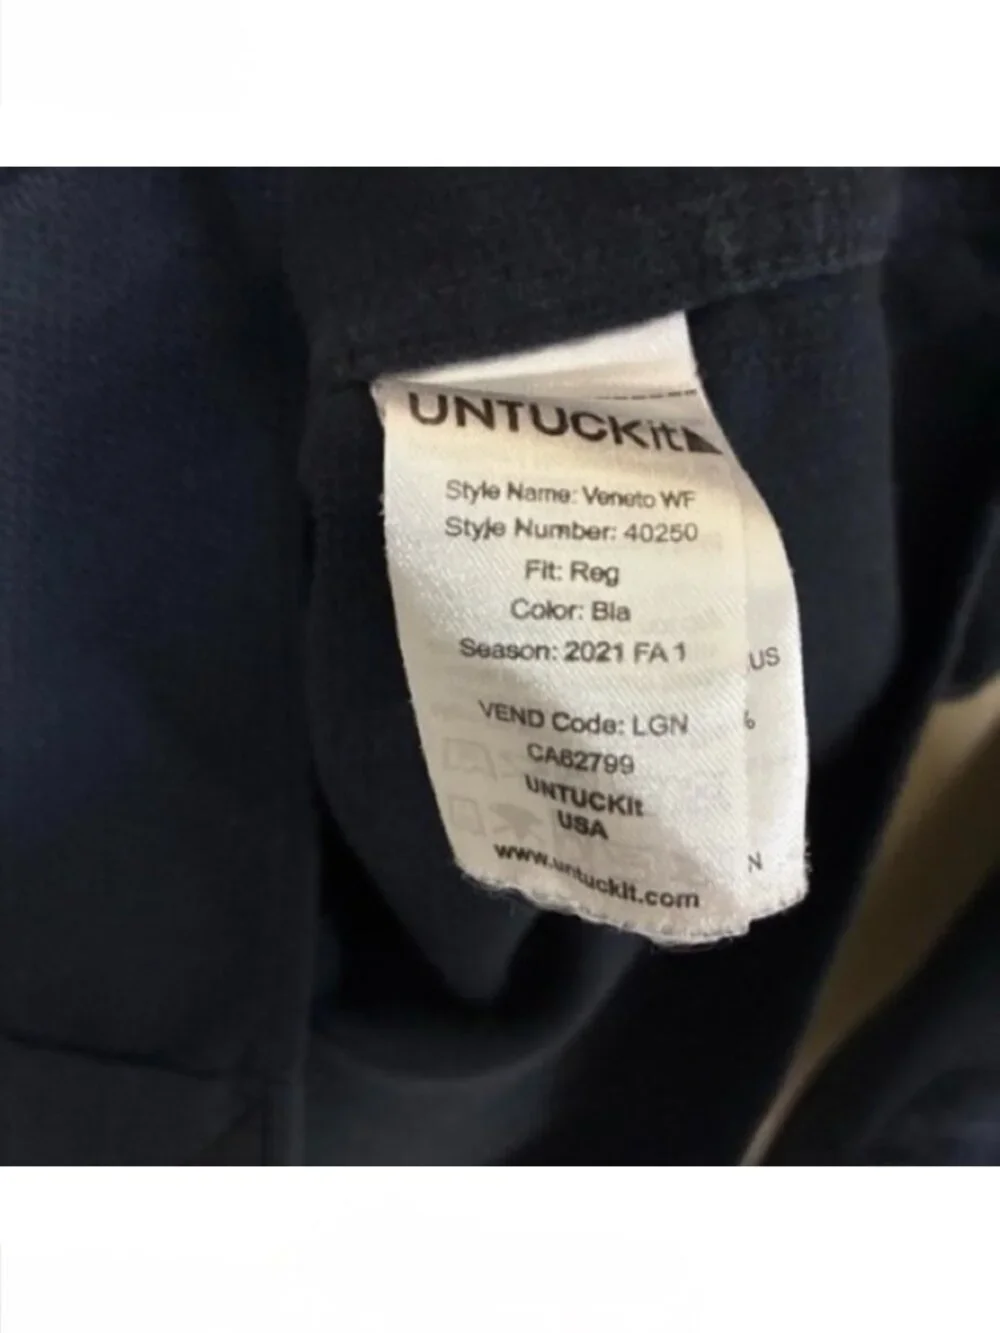 UNTUCKit
Style Name: Veneto WF
Style Number: 40250
Fit: Reg
Color: Bla
Season: 2021 FA 1
US
VEND Code: LGN
%
CA62799
UNTUCKit
USA
N
www.untuckit.com